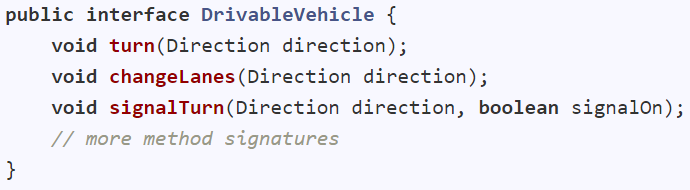 public interface DrivableVehicle {
    void turn(Direction direction);
    void changeLanes(Direction direction);
    void signalTurn(Direction direction, boolean signalOn);
    // more method signatures
}